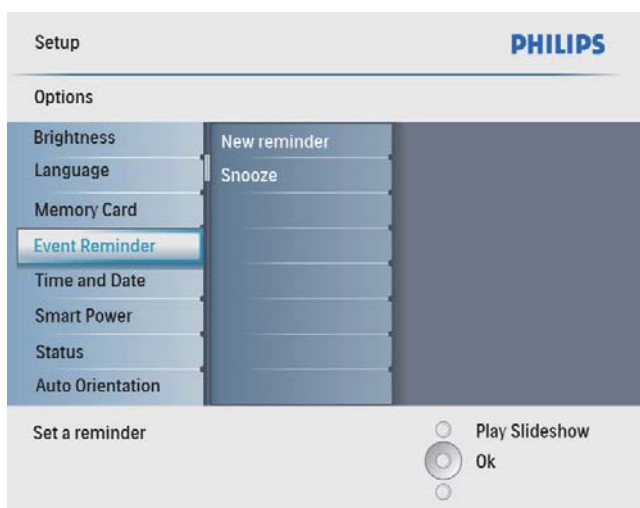 Setup
PHILIPS
Options
Brightness
Language
Memory Card
Event Reminder
Time and Date
Smart Power
Status
Auto Orientation
New reminder
Snooze
Set a reminder
Play Slideshow
Ok